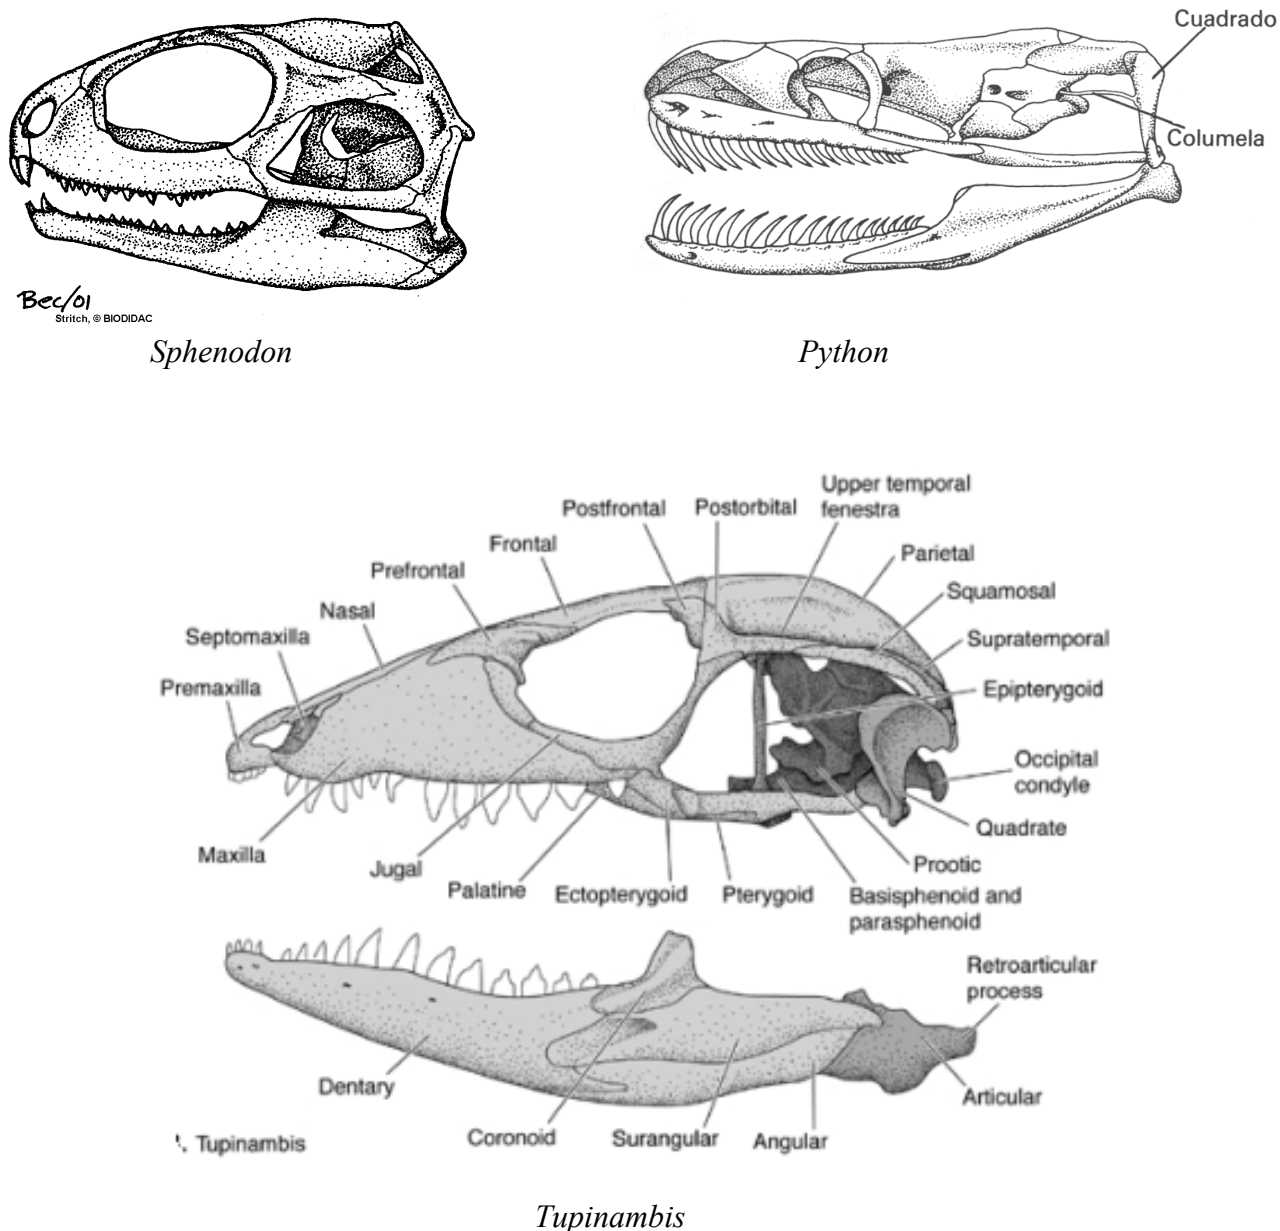 Cuadrado
Columela
Bec/01
Stritch, © BIODIDAC
Sphenodon
Python
Upper temporal
fenestra
Postfrontal
Postorbital
Frontal
Parietal
Prefrontal
Squamosal
Nasal
Supratemporal
Septomaxilla
Premaxilla
Epipterygoid
Occipital
condyle
Quadrate
Maxilla
Jugal
Prootic
Palatine
Ectopterygoid
Pterygoid
Basisphenoid and
parasphenoid
Retroarticular
process
Dentary
Articular
Coronoid
Surangular
Angular
Tupinambis
Tupinambis